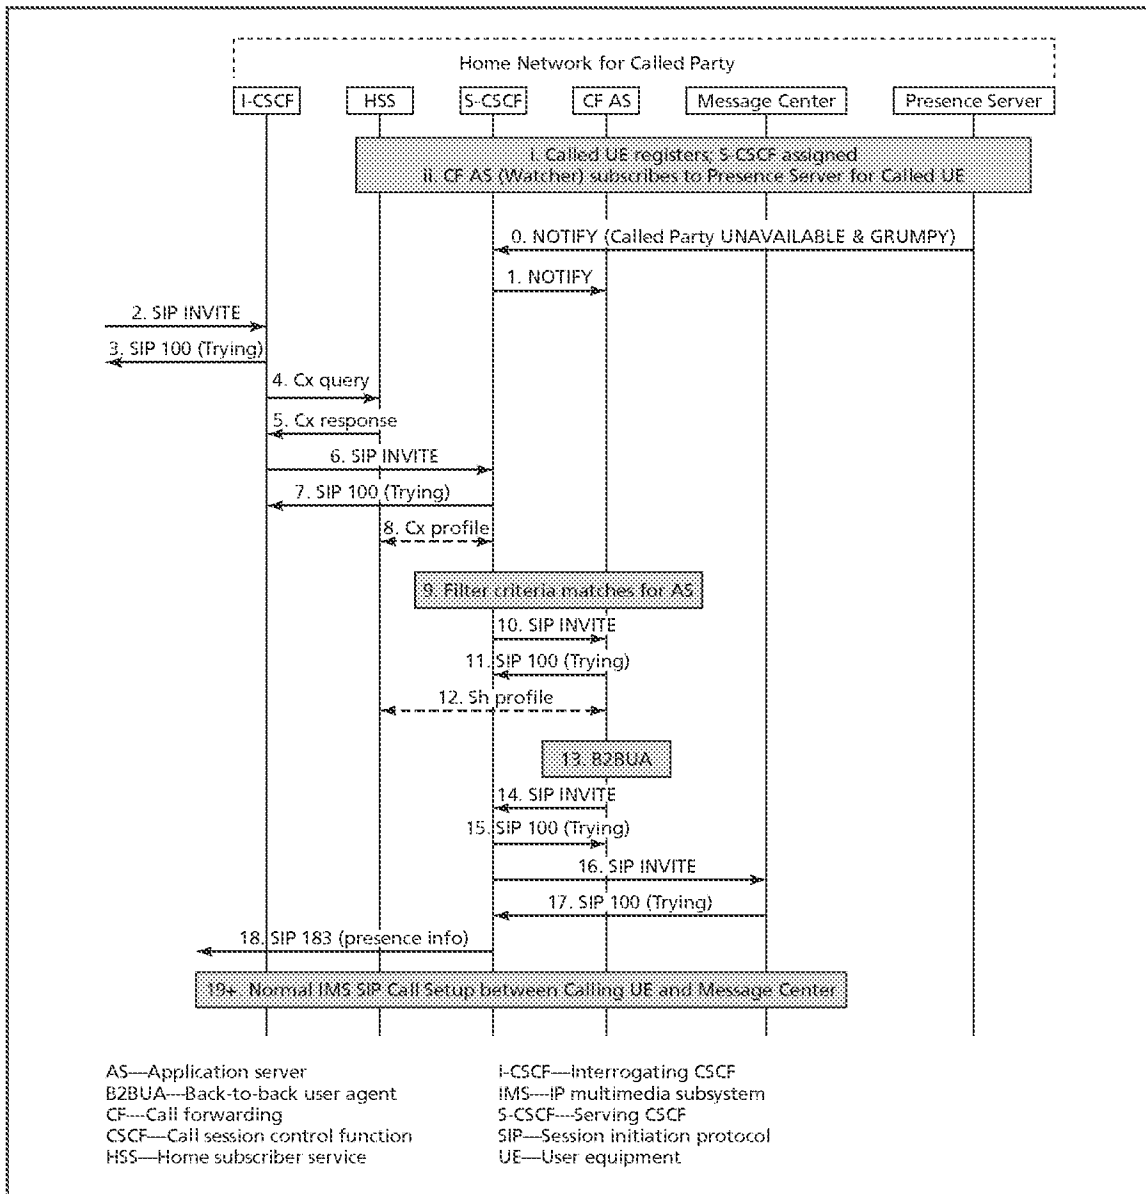 Home Network for Called Party
I-CSCF HSS S-CSCF CF AS Message Center Presence Server
i. Called UE registers; S-CSCF assigned
ii. CF AS (Watcher) subscribes to Presence Server for Called UE
0. NOTIFY (Called Party UNAVAILABLE & GRUMPY)
1. NOTIFY
2. SIP INVITE
3. SIP 100 (Trying)
4. Cx query
5. Cx response
6. SIP INVITE
7. SIP 100 (Trying)
8. Cx profile
9. Filter criteria matches for AS
10. SIP INVITE
11. SIP 100 (Trying)
12. Sh profile
13. B2BUA
14. SIP INVITE
15. SIP 100 (Trying)
16. SIP INVITE
17. SIP 100 (Trying)
18. SIP 183 (presence info)
19+. Normal IMS SIP Call Setup between Calling UE and Message Center
AS—Application server
B2BUA—Back-to-back user agent
CF—Call forwarding
CSCF—Call session control function
HSS—Home subscriber service
I-CSCF—Interrogating CSCF
IMS—IP multimedia subsystem
S-CSCF—Serving CSCF
SIP—Session initiation protocol
UE—User equipment